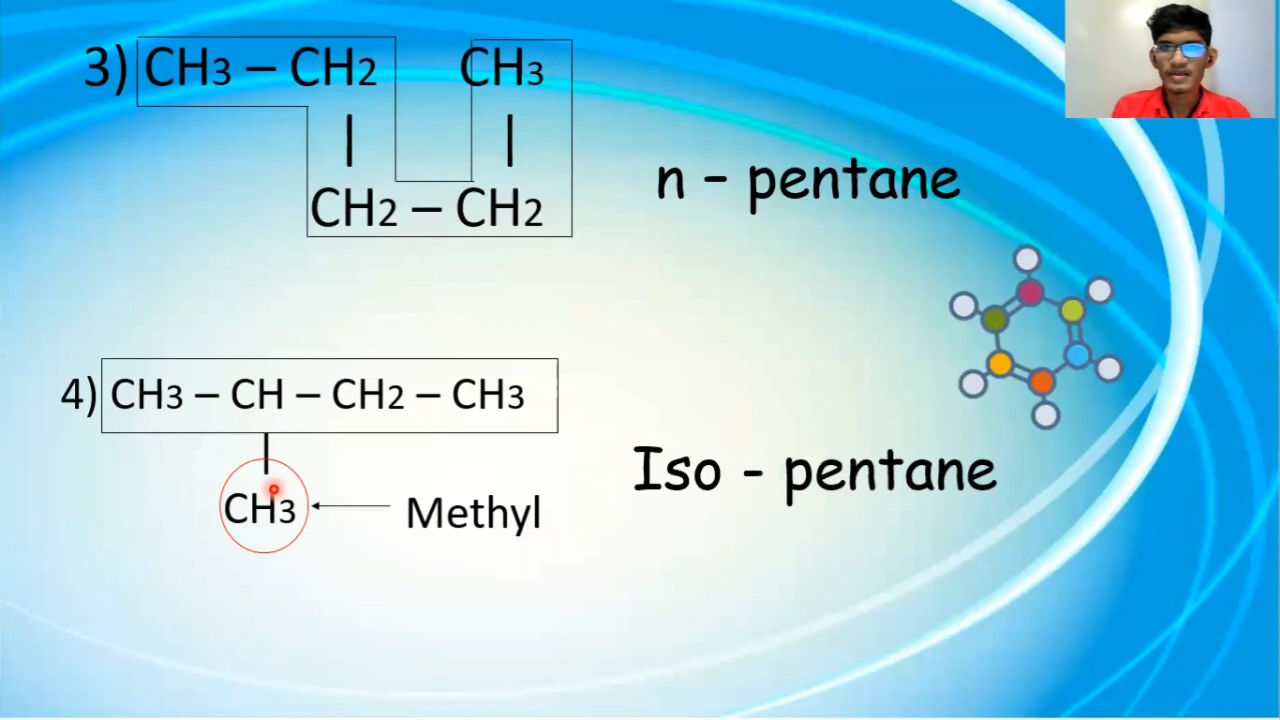 3) CH3 – CH2 CH3
CH2 – CH2
n – pentane
4) CH3 – CH – CH2 – CH3
Iso - pentane
CH3 Methyl